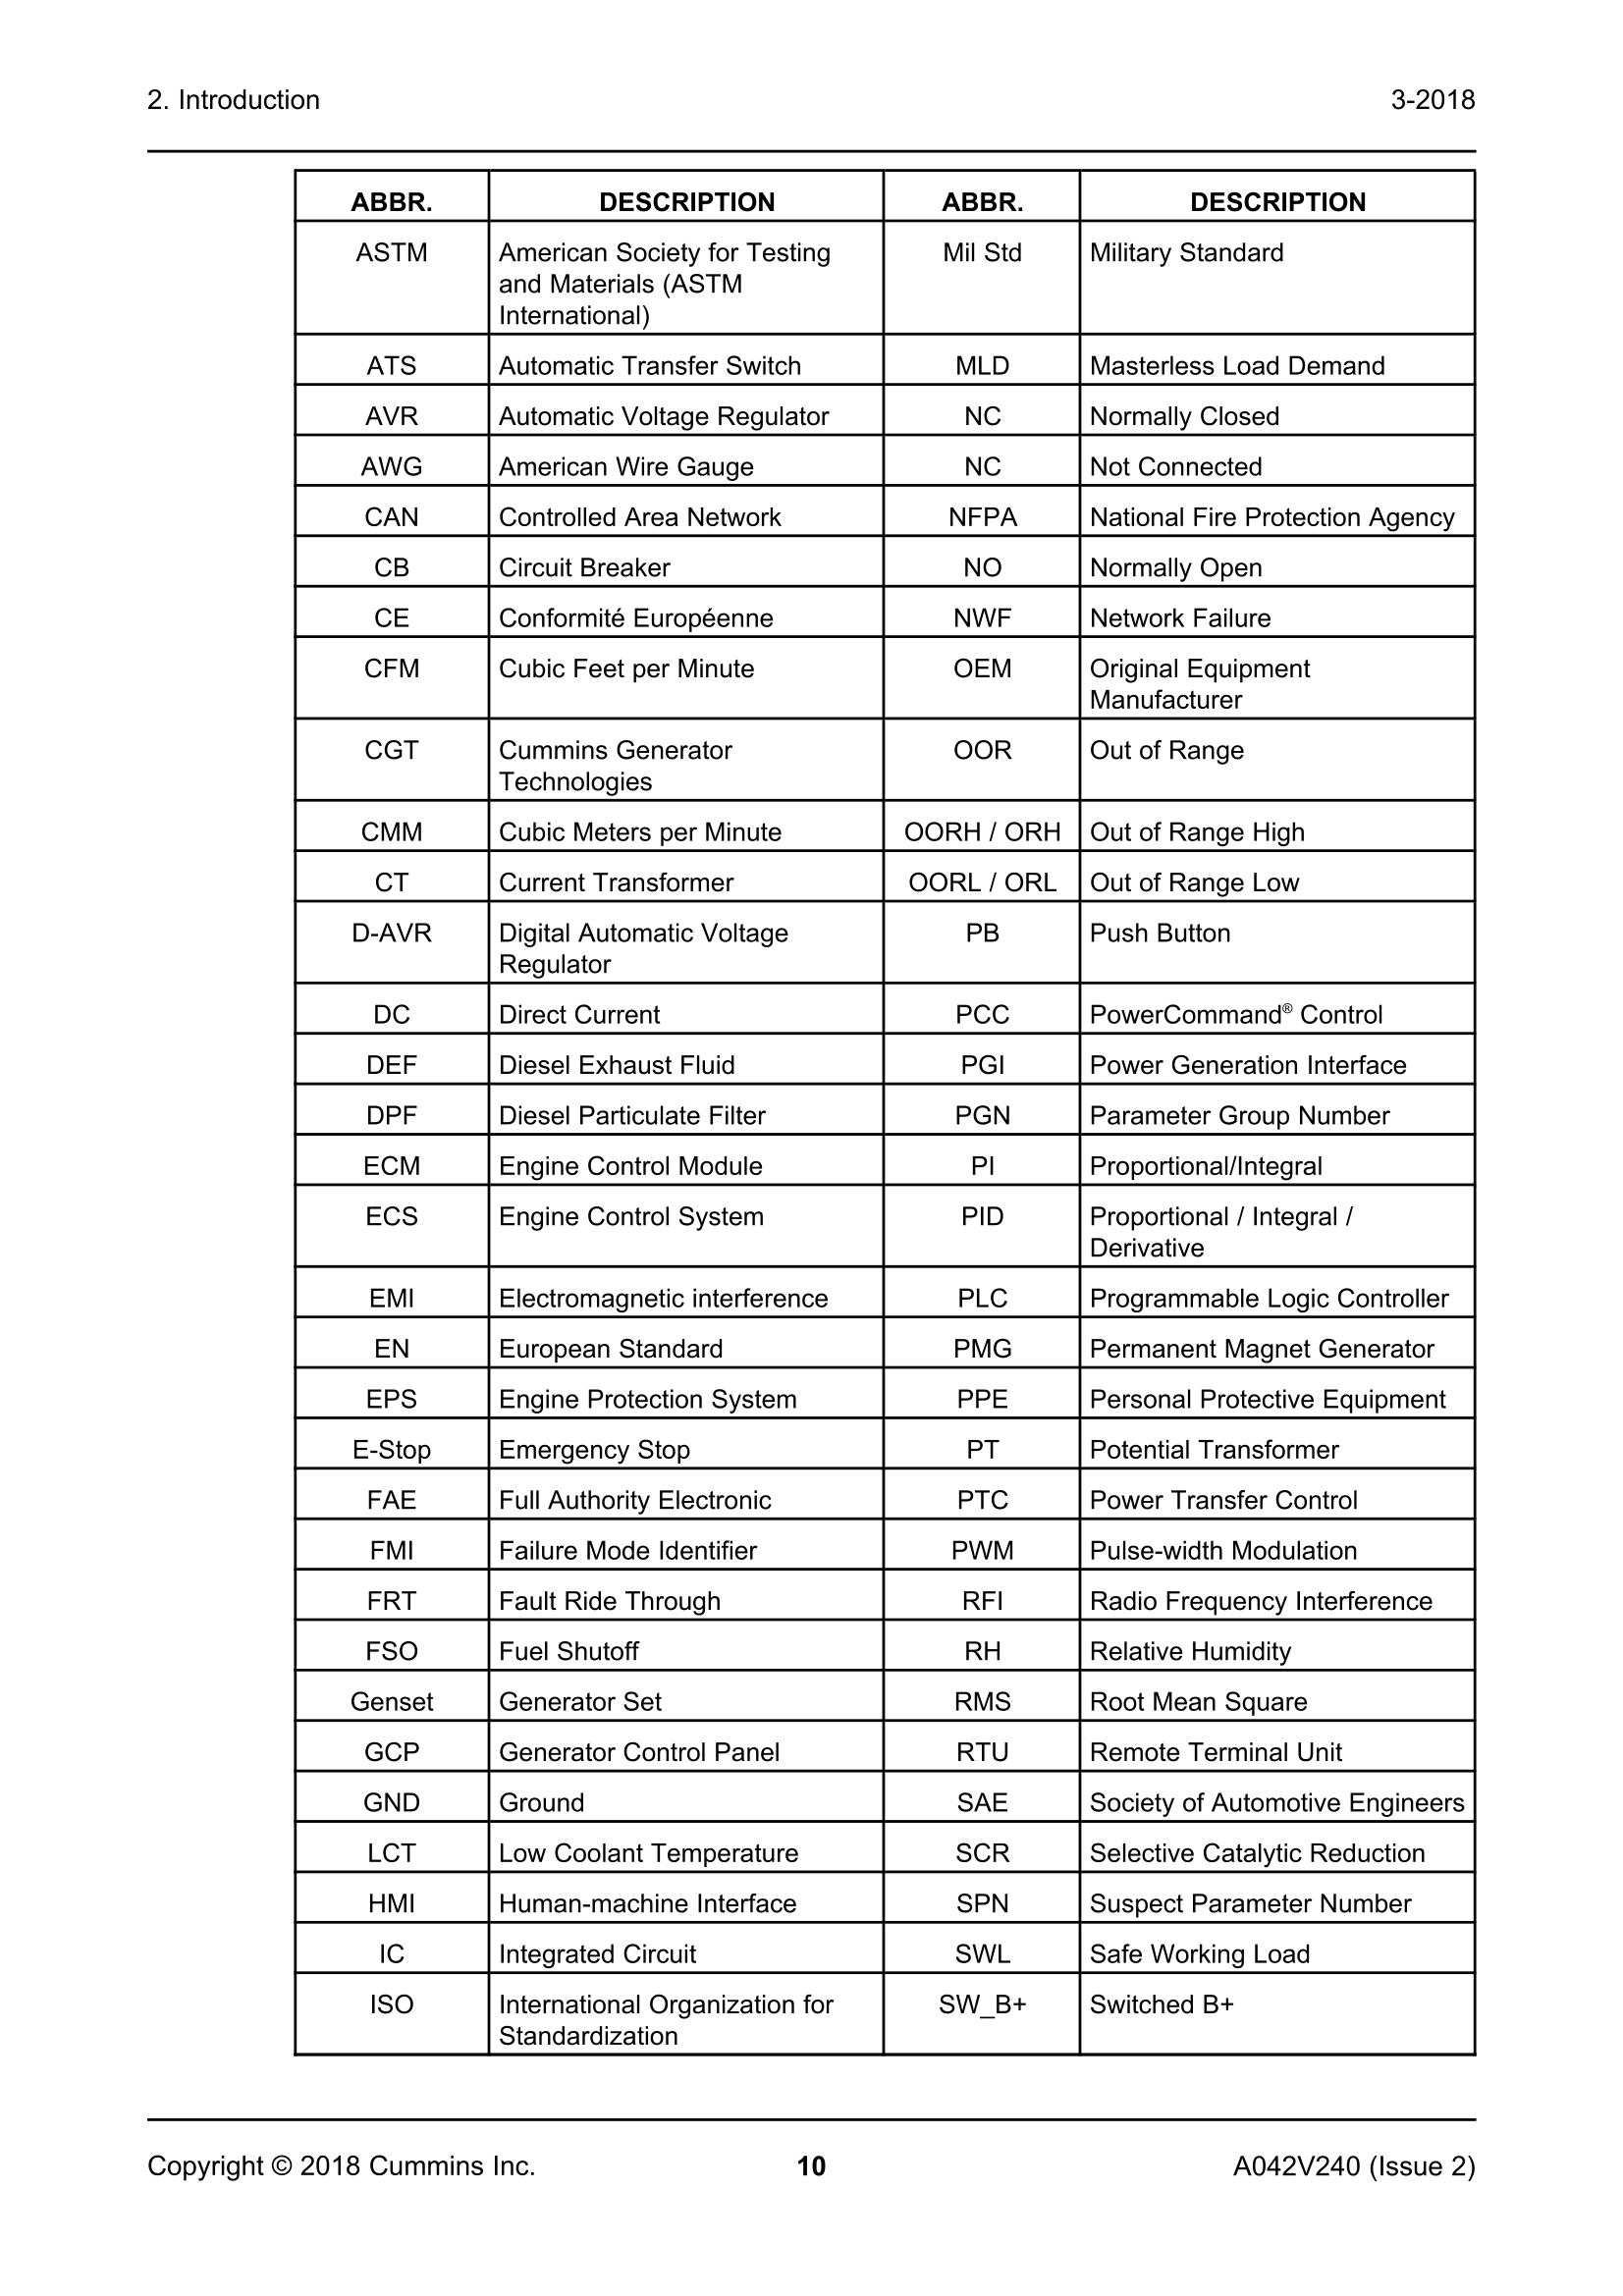 2. Introduction 3-2018
ABBR. DESCRIPTION ABBR. DESCRIPTION
ASTM American Society for Testing Mil Std Military Standard
and Materials (ASTM
International)
ATS Automatic Transfer Switch MLD Masterless Load Demand
AVR Automatic Voltage Regulator NC Normally Closed
AWG American Wire Gauge NC Not Connected
CAN Controlled Area Network NFPA National Fire Protection Agency
CB Circuit Breaker NO Normally Open
CE Conformité Européenne NWF Network Failure
CFM Cubic Feet per Minute OEM Original Equipment
Manufacturer
CGT Cummins Generator OOR Out of Range
Technologies
CMM Cubic Meters per Minute OORH / ORH Out of Range High
CT Current Transformer OORL / ORL Out of Range Low
D-AVR Digital Automatic Voltage PB Push Button
Regulator
DC Direct Current PCC PowerCommand® Control
DEF Diesel Exhaust Fluid PGI Power Generation Interface
DPF Diesel Particulate Filter PGN Parameter Group Number
ECM Engine Control Module PI Proportional/Integral
ECS Engine Control System PID Proportional / Integral /
Derivative
EMI Electromagnetic interference PLC Programmable Logic Controller
EN European Standard PMG Permanent Magnet Generator
EPS Engine Protection System PPE Personal Protective Equipment
E-Stop Emergency Stop PT Potential Transformer
FAE Full Authority Electronic PTC Power Transfer Control
FMI Failure Mode Identifier PWM Pulse-width Modulation
FRT Fault Ride Through RFI Radio Frequency Interference
FSO Fuel Shutoff RH Relative Humidity
Genset Generator Set RMS Root Mean Square
GCP Generator Control Panel RTU Remote Terminal Unit
GND Ground SAE Society of Automotive Engineers
LCT Low Coolant Temperature SCR Selective Catalytic Reduction
HMI Human-machine Interface SPN Suspect Parameter Number
IC Integrated Circuit SWL Safe Working Load
ISO International Organization for SW_B+ Switched B+
Standardization
Copyright © 2018 Cummins Inc. 10 A042V240 (Issue 2)